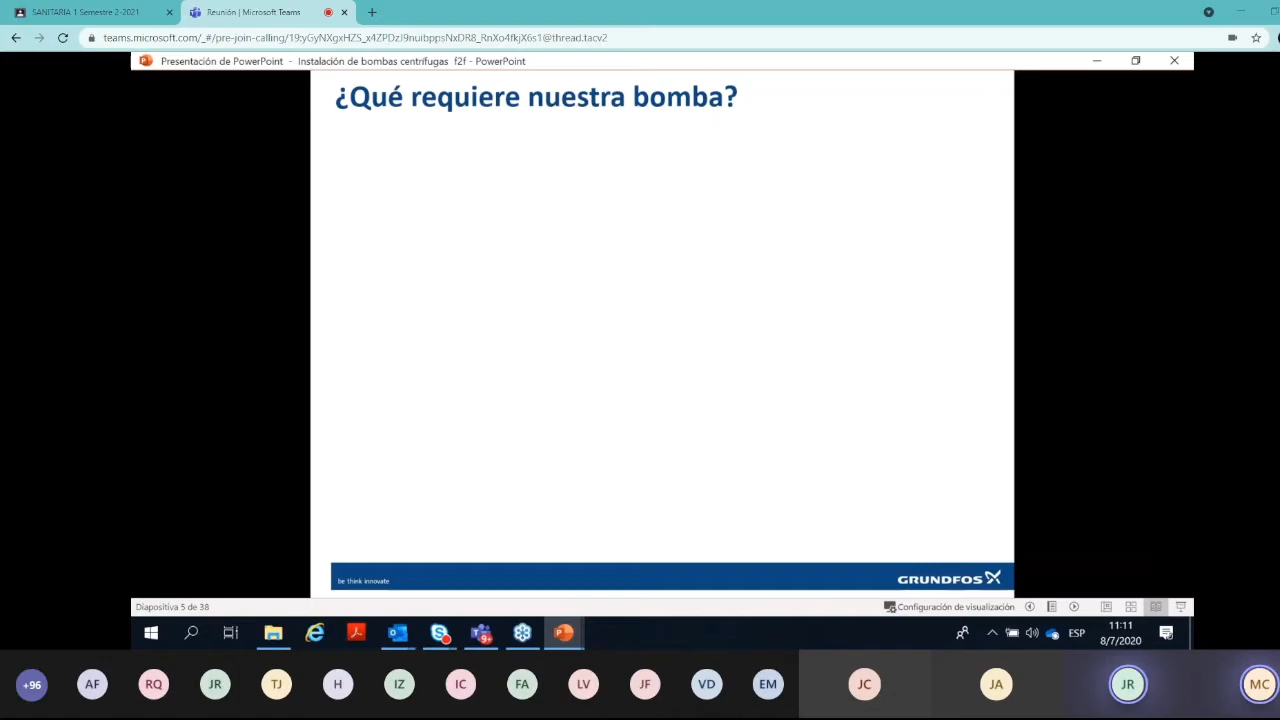 SANITARIA 1 Semestre 2-2021
Reunión | Microsoft Teams
teams.microsoft.com/_#/pre-join-calling/19:yGyNXgxHZS_x4ZPDzJ9nuibppsNxDR8_RnXo4fkjX6s1@thread.tacv2
Presentación de PowerPoint - Instalación de bombas centrífugas f2f - PowerPoint
¿Qué requiere nuestra bomba?
be think innovate
GRUNDFOS
Diapositiva 5 de 38
Configuración de visualización
9+
ESP
11:11
8/7/2020
+96
AF
RQ
JR
TJ
H
IZ
IC
FA
LV
JF
VD
EM
JC
JA
JR
MC